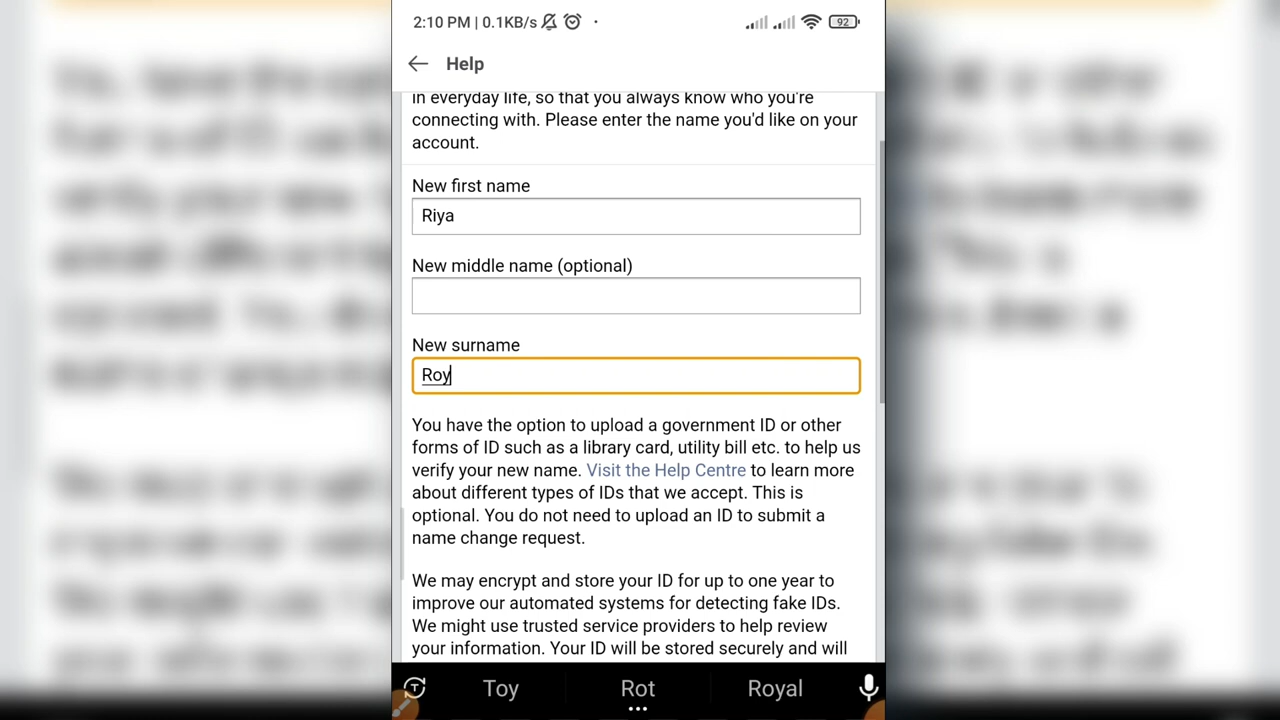 2:10 PM | 0.1KB/s
92
Help
in everyday life, so that you always know who you're
connecting with. Please enter the name you'd like on your
account.
New first name
Riya
New middle name (optional)
New surname
Roy
You have the option to upload a government ID or other
forms of ID such as a library card, utility bill etc. to help us
verify your new name. Visit the Help Centre to learn more
about different types of IDs that we accept. This is
optional. You do not need to upload an ID to submit a
name change request.
We may encrypt and store your ID for up to one year to
improve our automated systems for detecting fake IDs.
We might use trusted service providers to help review
your information. Your ID will be stored securely and will
Toy Rot Royal